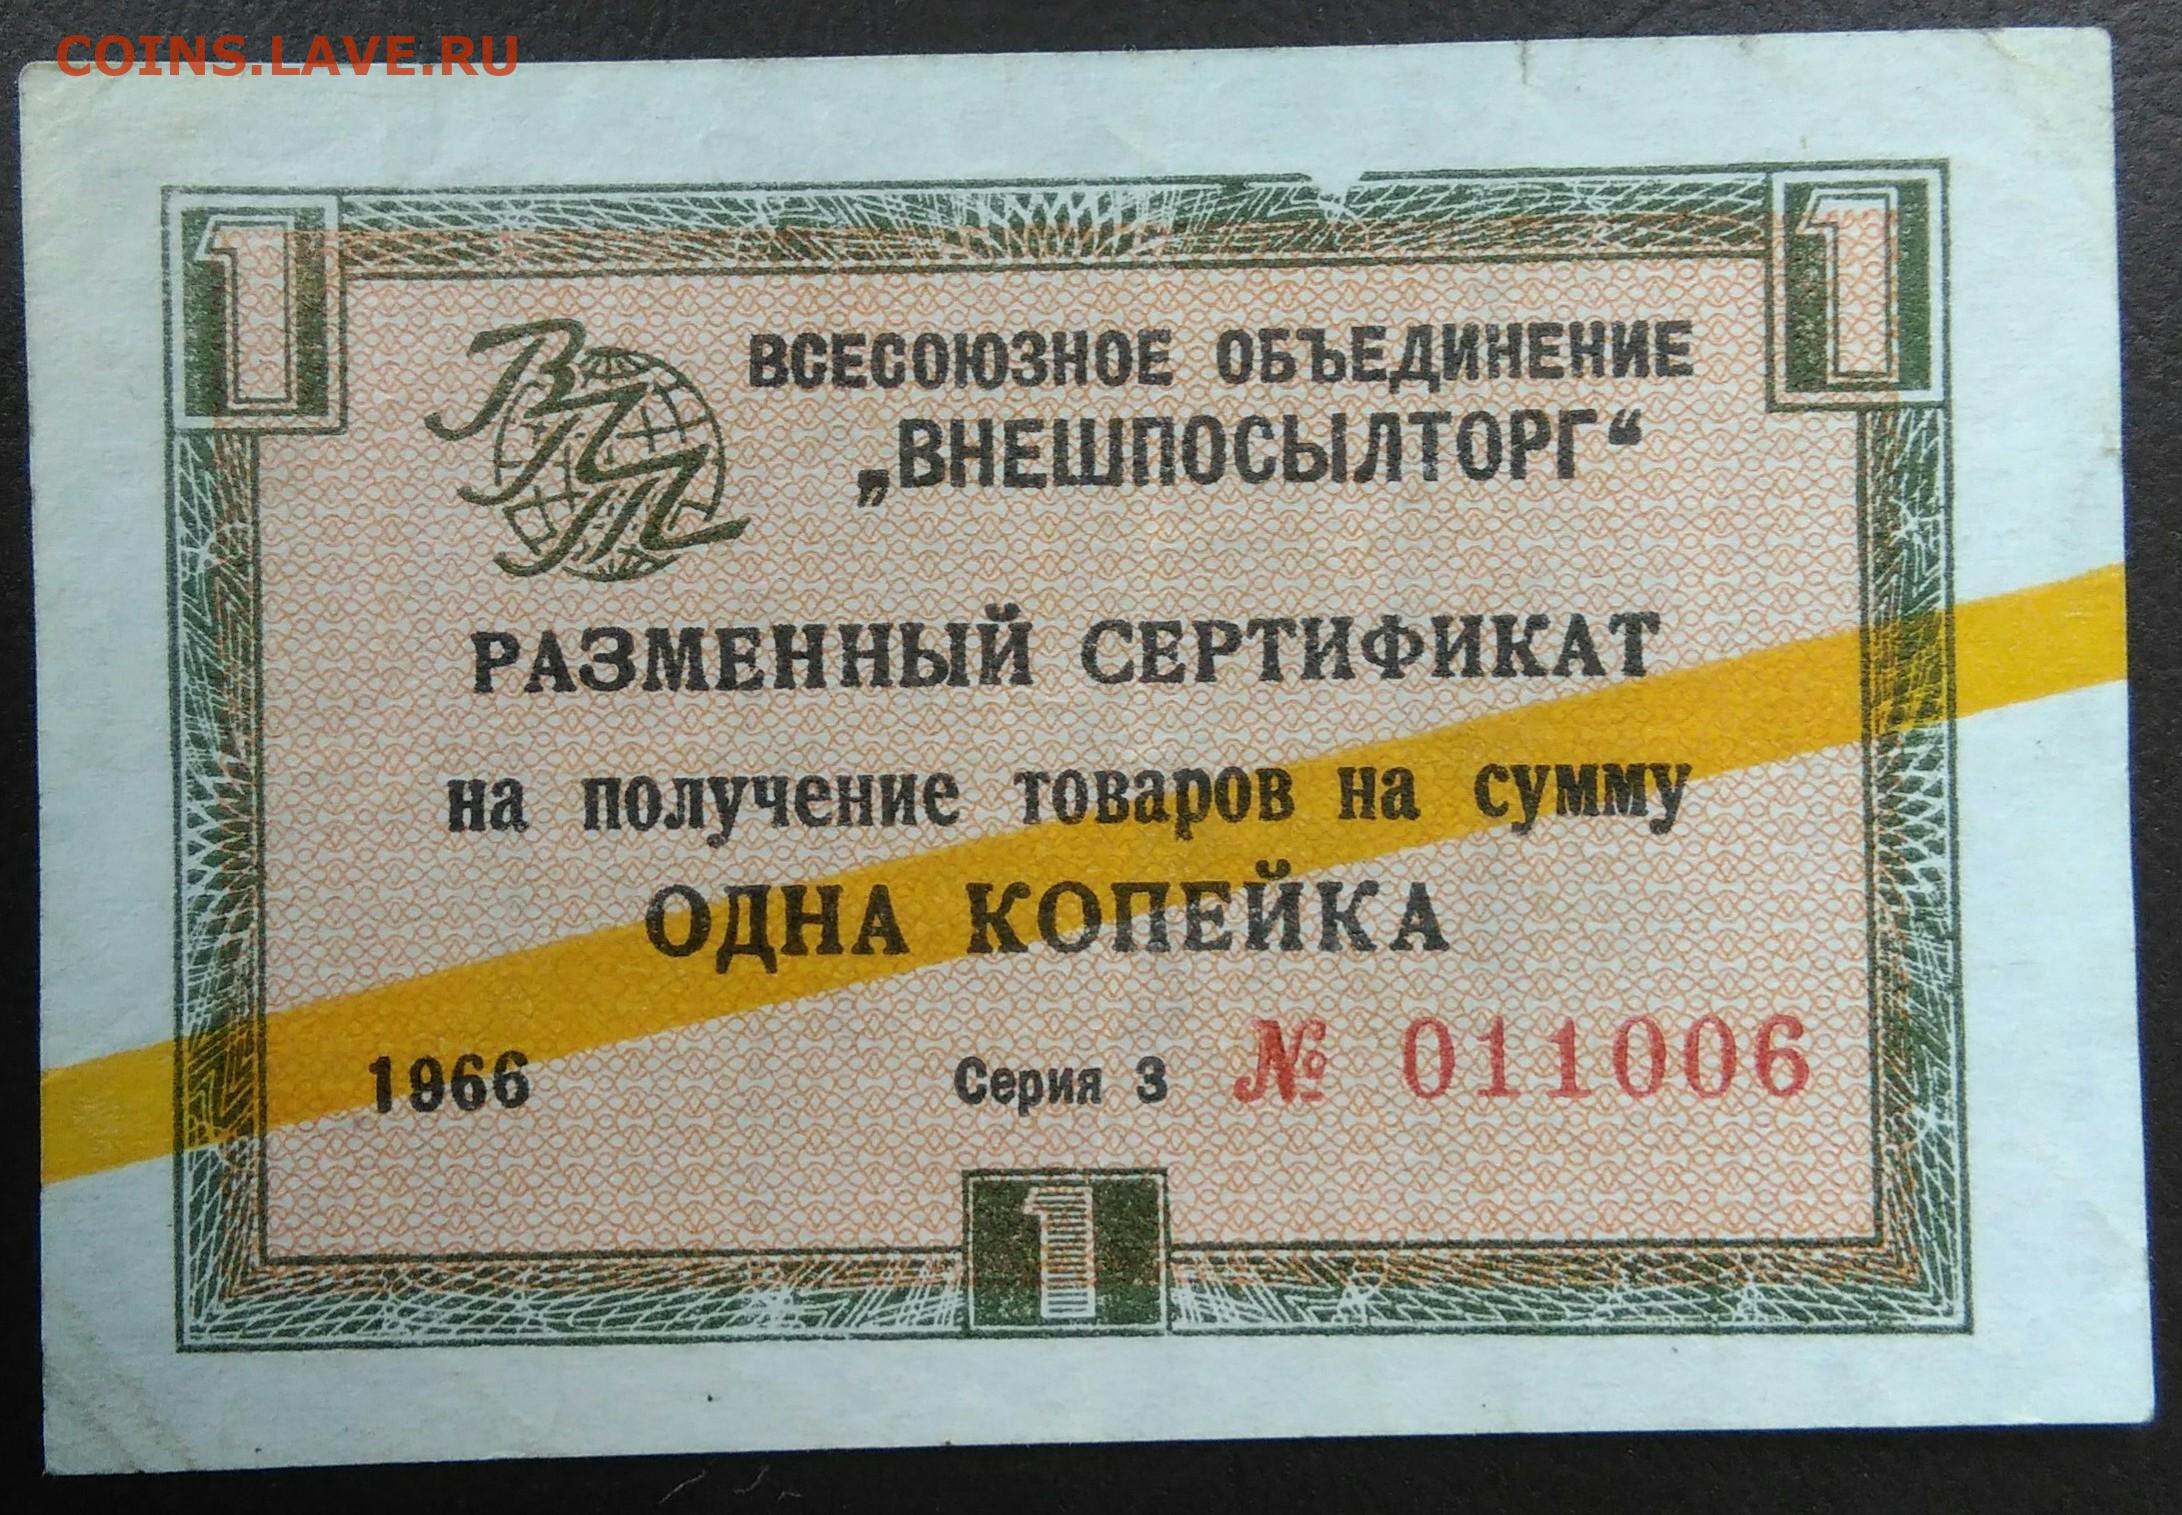 COINS.LAVE.RU
1 1
ВПТ
ВСЕСОЮЗНОЕ ОБЪЕДИНЕНИЕ
„ВНЕШПОСЫЛТОРГ“
РАЗМЕННЫЙ СЕРТИФИКАТ
на получение товаров на сумму
ОДНА КОПЕЙКА
1966 Серия 3 № 011006
1